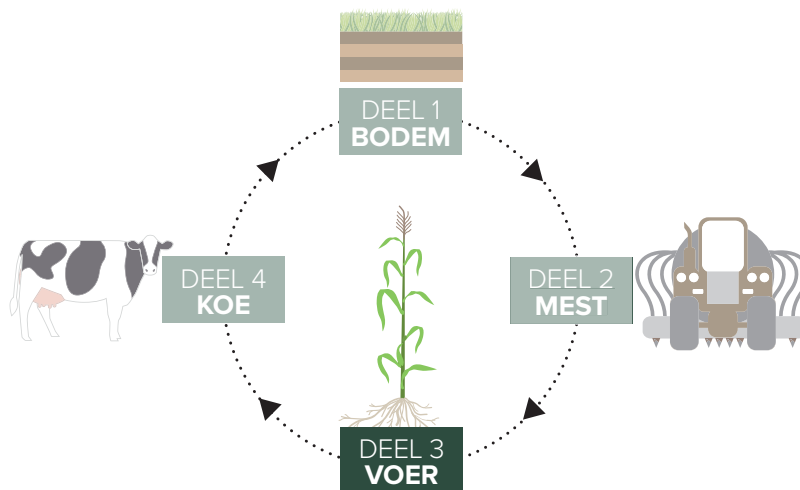 DEEL 1
BODEM
DEEL 2
MEST
DEEL 3
VOER
DEEL 4
KOE